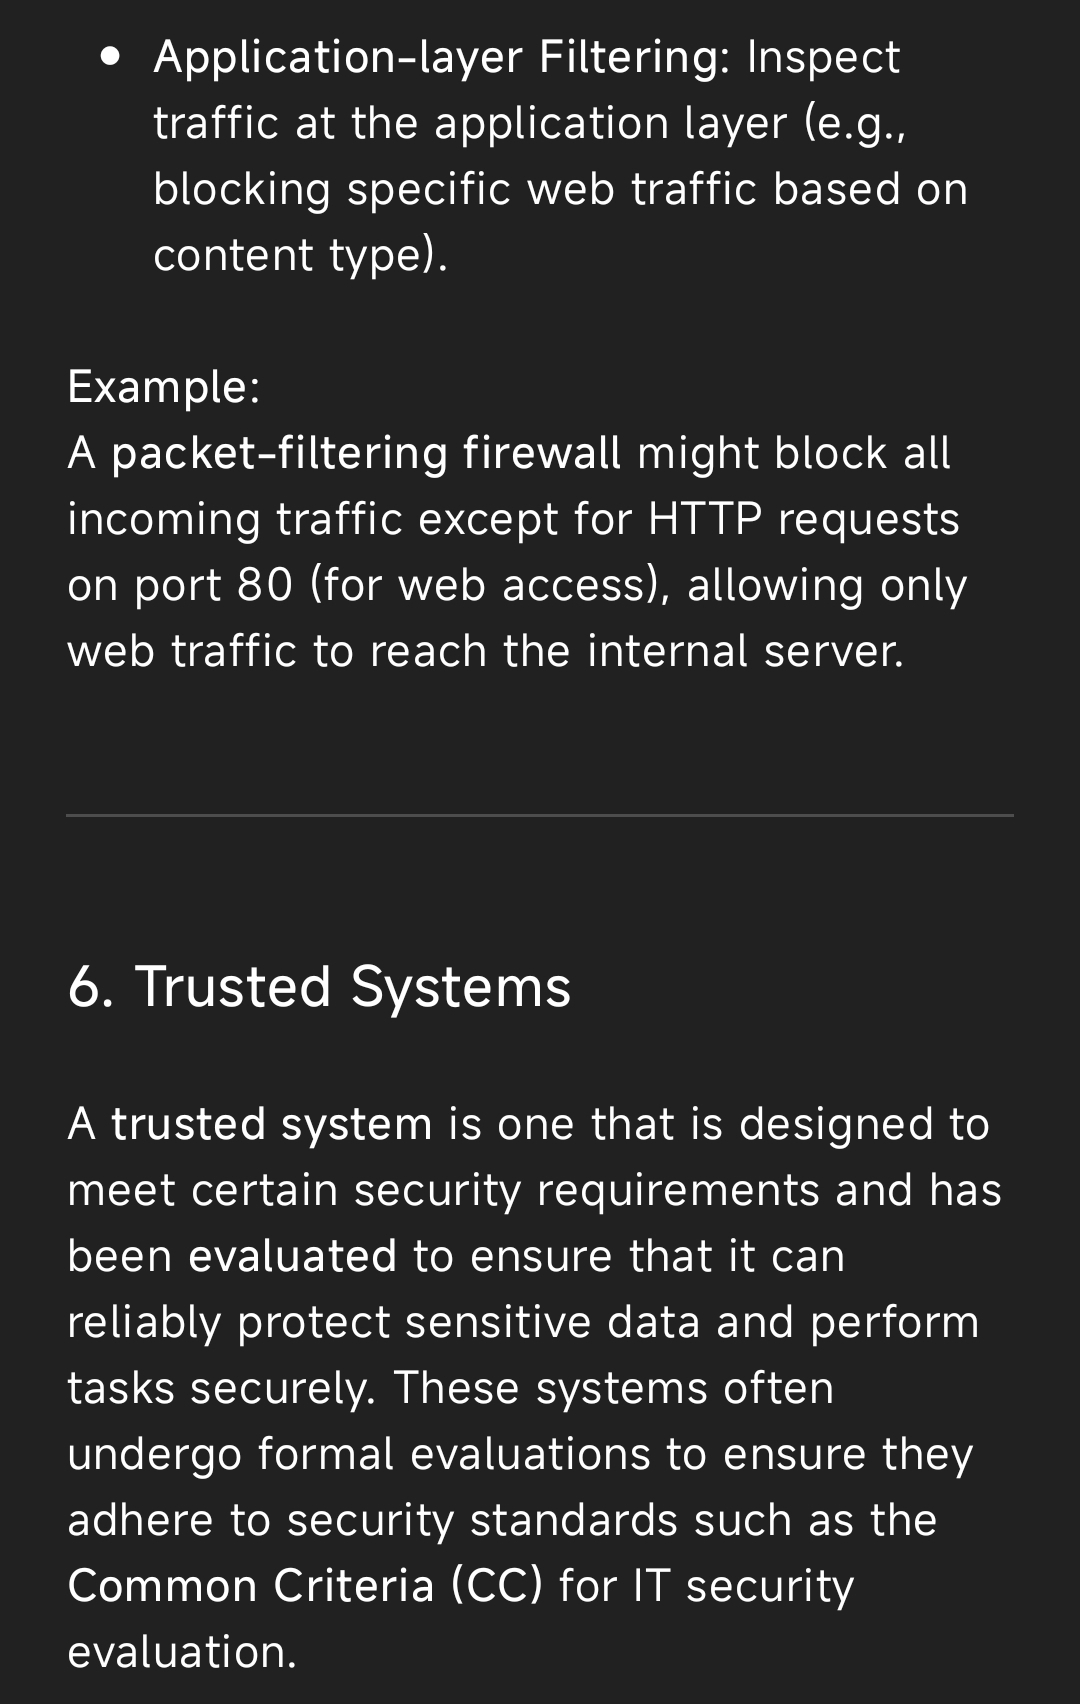 • Application-layer Filtering: Inspect
traffic at the application layer (e.g.,
blocking specific web traffic based on
content type).
Example:
A packet-filtering firewall might block all
incoming traffic except for HTTP requests
on port 80 (for web access), allowing only
web traffic to reach the internal server.
6. Trusted Systems
A trusted system is one that is designed to
meet certain security requirements and has
been evaluated to ensure that it can
reliably protect sensitive data and perform
tasks securely. These systems often
undergo formal evaluations to ensure they
adhere to security standards such as the
Common Criteria (CC) for IT security
evaluation.